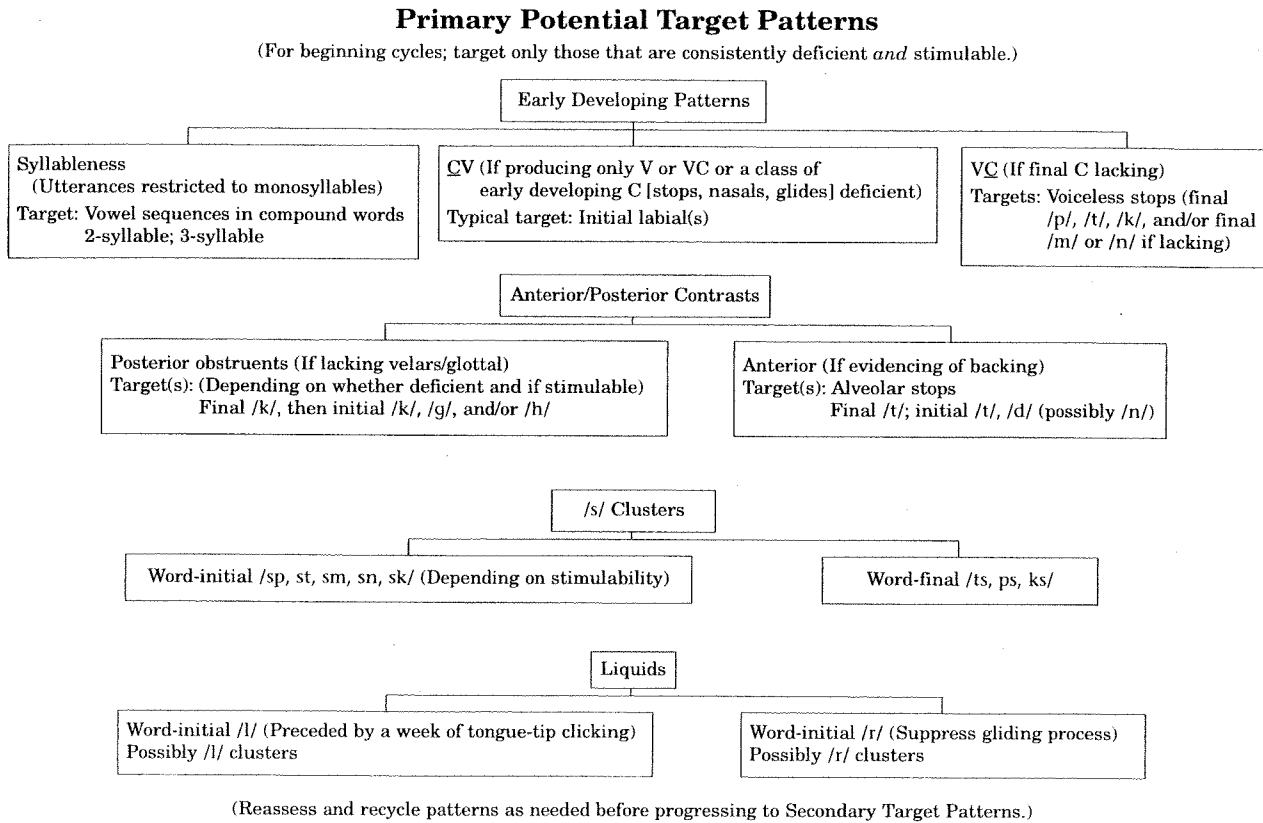 Primary Potential Target Patterns
(For beginning cycles; target only those that are consistently deficient and stimulable.)
Early Developing Patterns
Syllableness
(Utterances restricted to monosyllables)
Target: Vowel sequences in compound words
2-syllable; 3-syllable
CV (If producing only V or VC or a class of
early developing C [stops, nasals, glides] deficient)
Typical target: Initial labial(s)
VC (If final C lacking)
Targets: Voiceless stops (final
/p/, /t/, /k/, and/or final
/m/ or /n/ if lacking)
Anterior/Posterior Contrasts
Posterior obstruents (If lacking velars/glottal)
Target(s): (Depending on whether deficient and if stimulable)
Final /k/, then initial /k/, /g/, and/or /h/
Anterior (If evidencing of backing)
Target(s): Alveolar stops
Final /t/; initial /t/, /d/ (possibly /n/)
/s/ Clusters
Word-initial /sp, st, sm, sn, sk/ (Depending on stimulability)
Word-final /ts, ps, ks/
Liquids
Word-initial /l/ (Preceded by a week of tongue-tip clicking)
Possibly /l/ clusters
Word-initial /r/ (Suppress gliding process)
Possibly /r/ clusters
(Reassess and recycle patterns as needed before progressing to Secondary Target Patterns.)